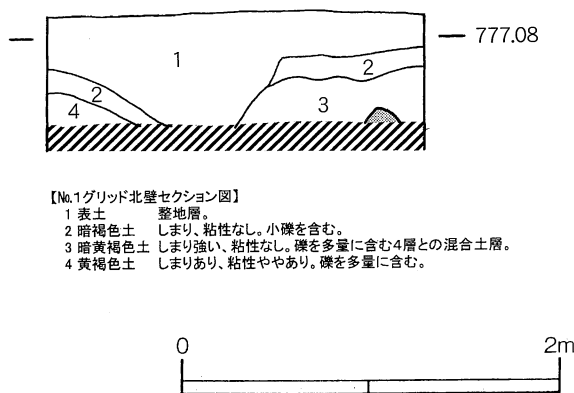 1
777.08
2
2
3
4
【No.1グリッド北壁セクション図】
1 表土 整地層。
2 暗褐色土 しまり、粘性なし。小礫を含む。
3 暗黄褐色土 しまり強い、粘性なし。礫を多量に含む4層との混合土層。
4 黄褐色土 しまりあり、粘性ややあり。礫を多量に含む。
0 2m